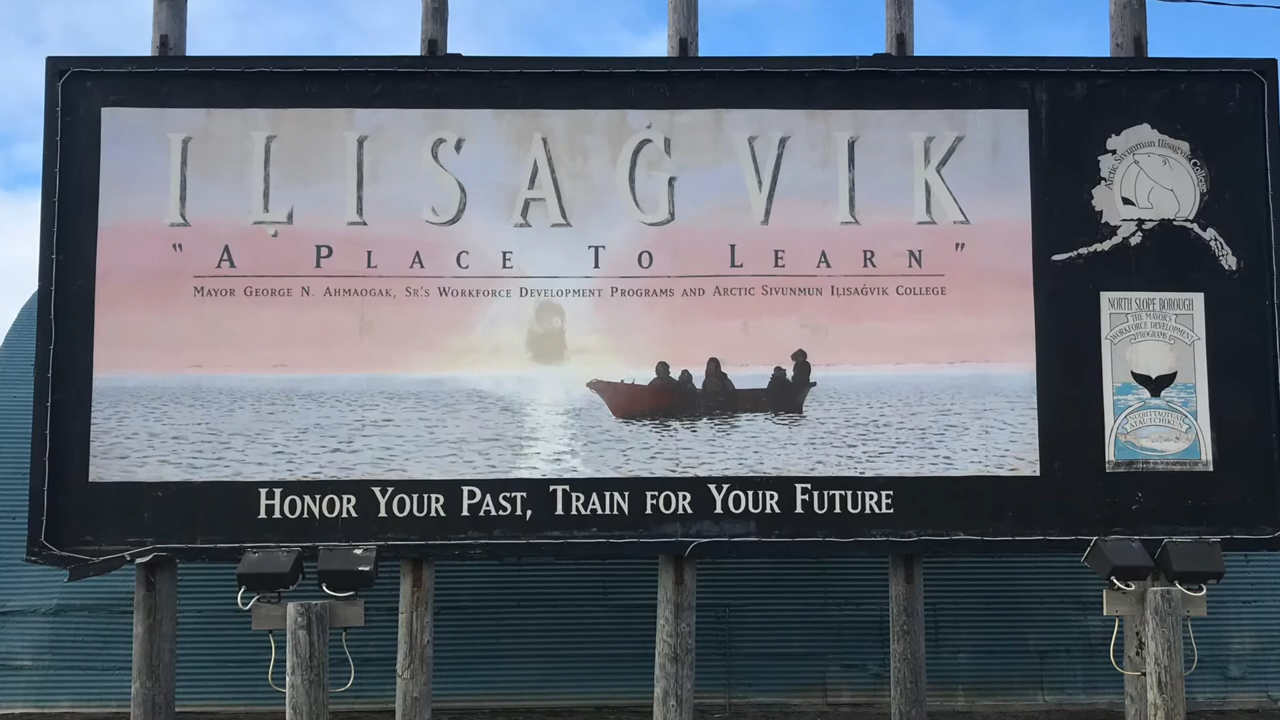 IḶISAĠVIK
"A PLACE TO LEARN"
MAYOR GEORGE N. AHMAOGAK, SR.'S WORKFORCE DEVELOPMENT PROGRAMS AND ARCTIC SIVUNMUN IḶISAĠVIK COLLEGE
HONOR YOUR PAST, TRAIN FOR YOUR FUTURE
Arctic Sivunmun Iḷisaġvik College
NORTH SLOPE BOROUGH
THE MAYOR'S
WORKFORCE DEVELOPMENT
PROGRAMS